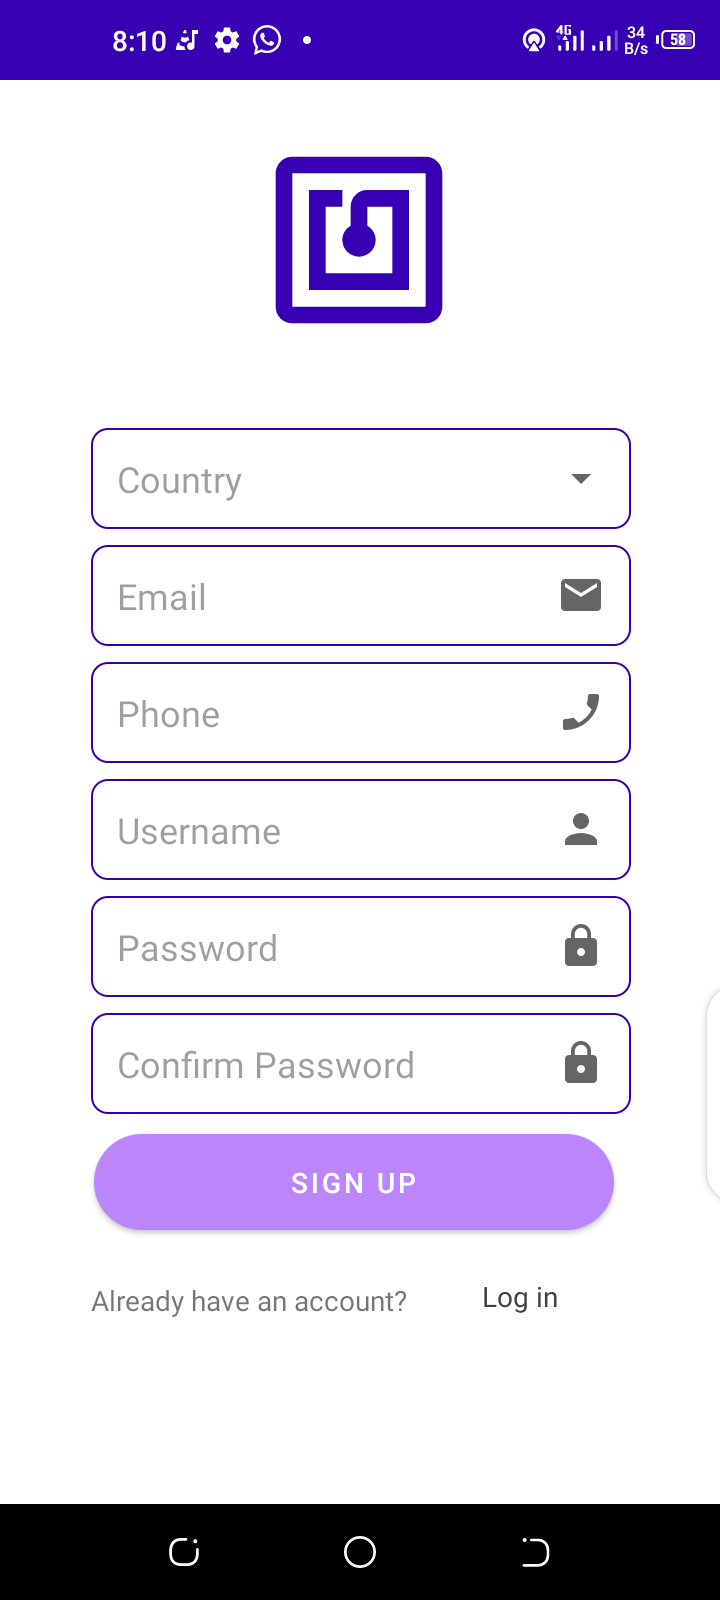 8:10 4G 34 B/s 58
Country
Email
Phone
Username
Password
Confirm Password
SIGN UP
Already have an account? Log in